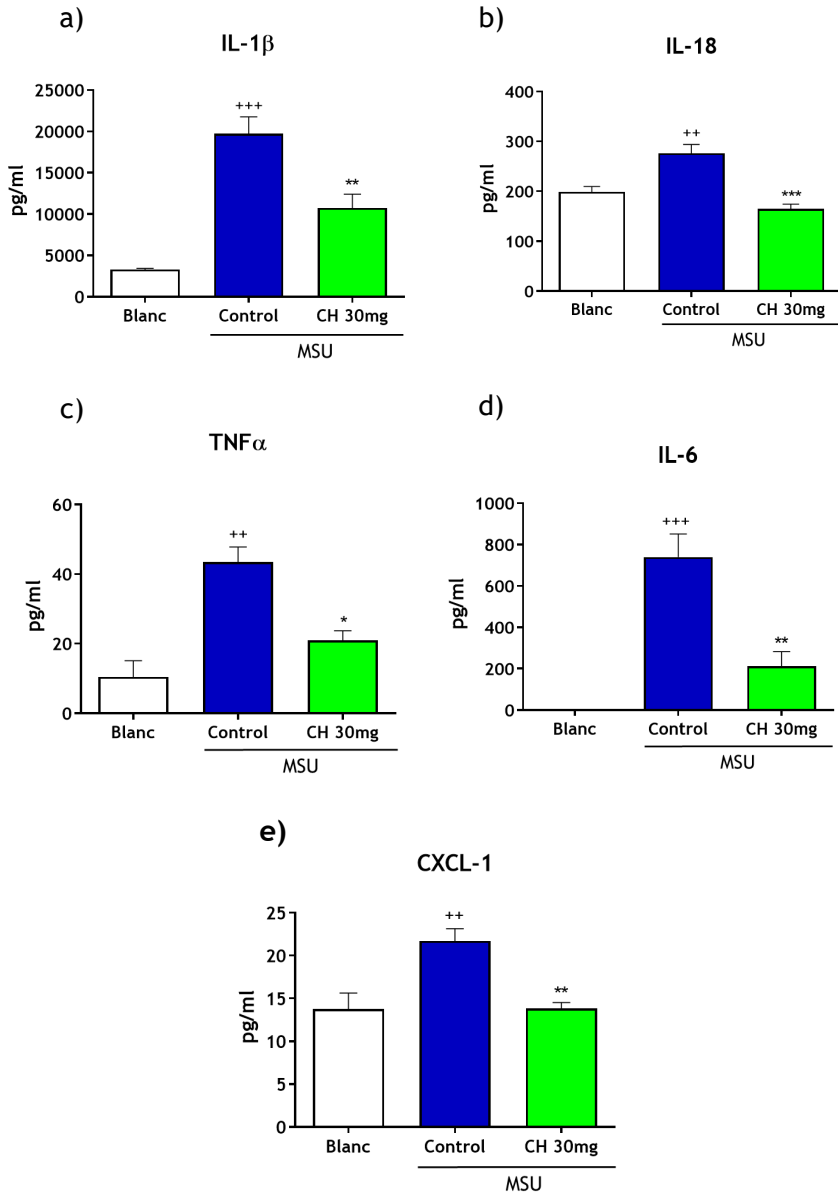 a)
IL-1β
25000
20000
15000
10000
5000
0
pg/ml
+++
**
Blanc Control CH 30mg
MSU
b)
IL-18
400
300
200
100
0
pg/ml
++
***
Blanc Control CH 30mg
MSU
c)
TNFα
60
40
20
0
pg/ml
++
*
Blanc Control CH 30mg
MSU
d)
IL-6
1000
800
600
400
200
0
pg/ml
+++
**
Blanc Control CH 30mg
MSU
e)
CXCL-1
25
20
15
10
5
0
pg/ml
++
**
Blanc Control CH 30mg
MSU